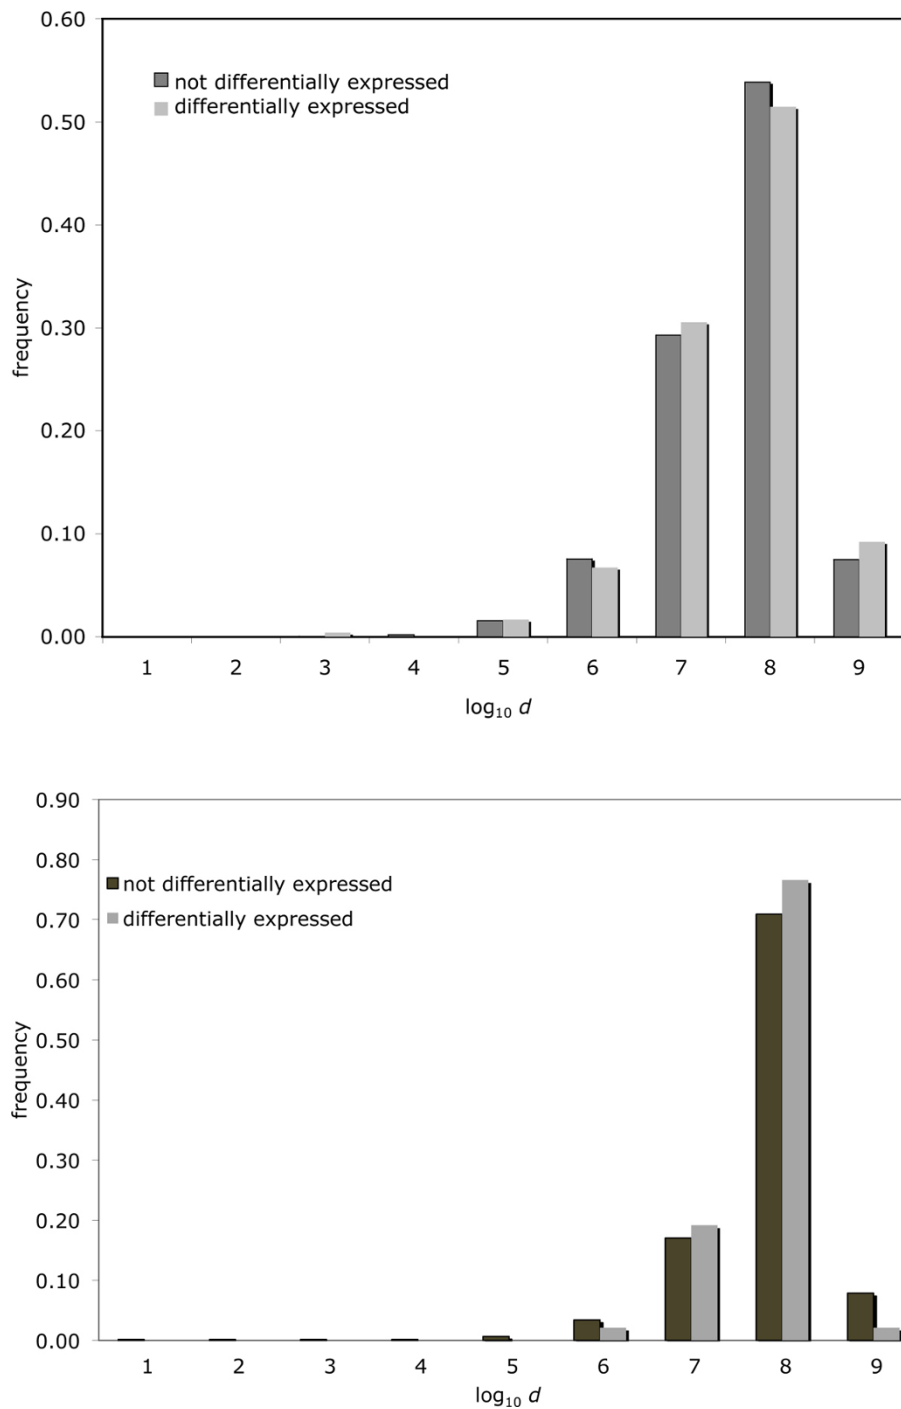 0.60
not differentially expressed
differentially expressed
0.50
0.40
frequency
0.30
0.20
0.10
0.00
1 2 3 4 5 6 7 8 9
log₁₀ d
0.90
0.80
not differentially expressed
differentially expressed
0.70
0.60
0.50
frequency
0.40
0.30
0.20
0.10
0.00
1 2 3 4 5 6 7 8 9
log₁₀ d